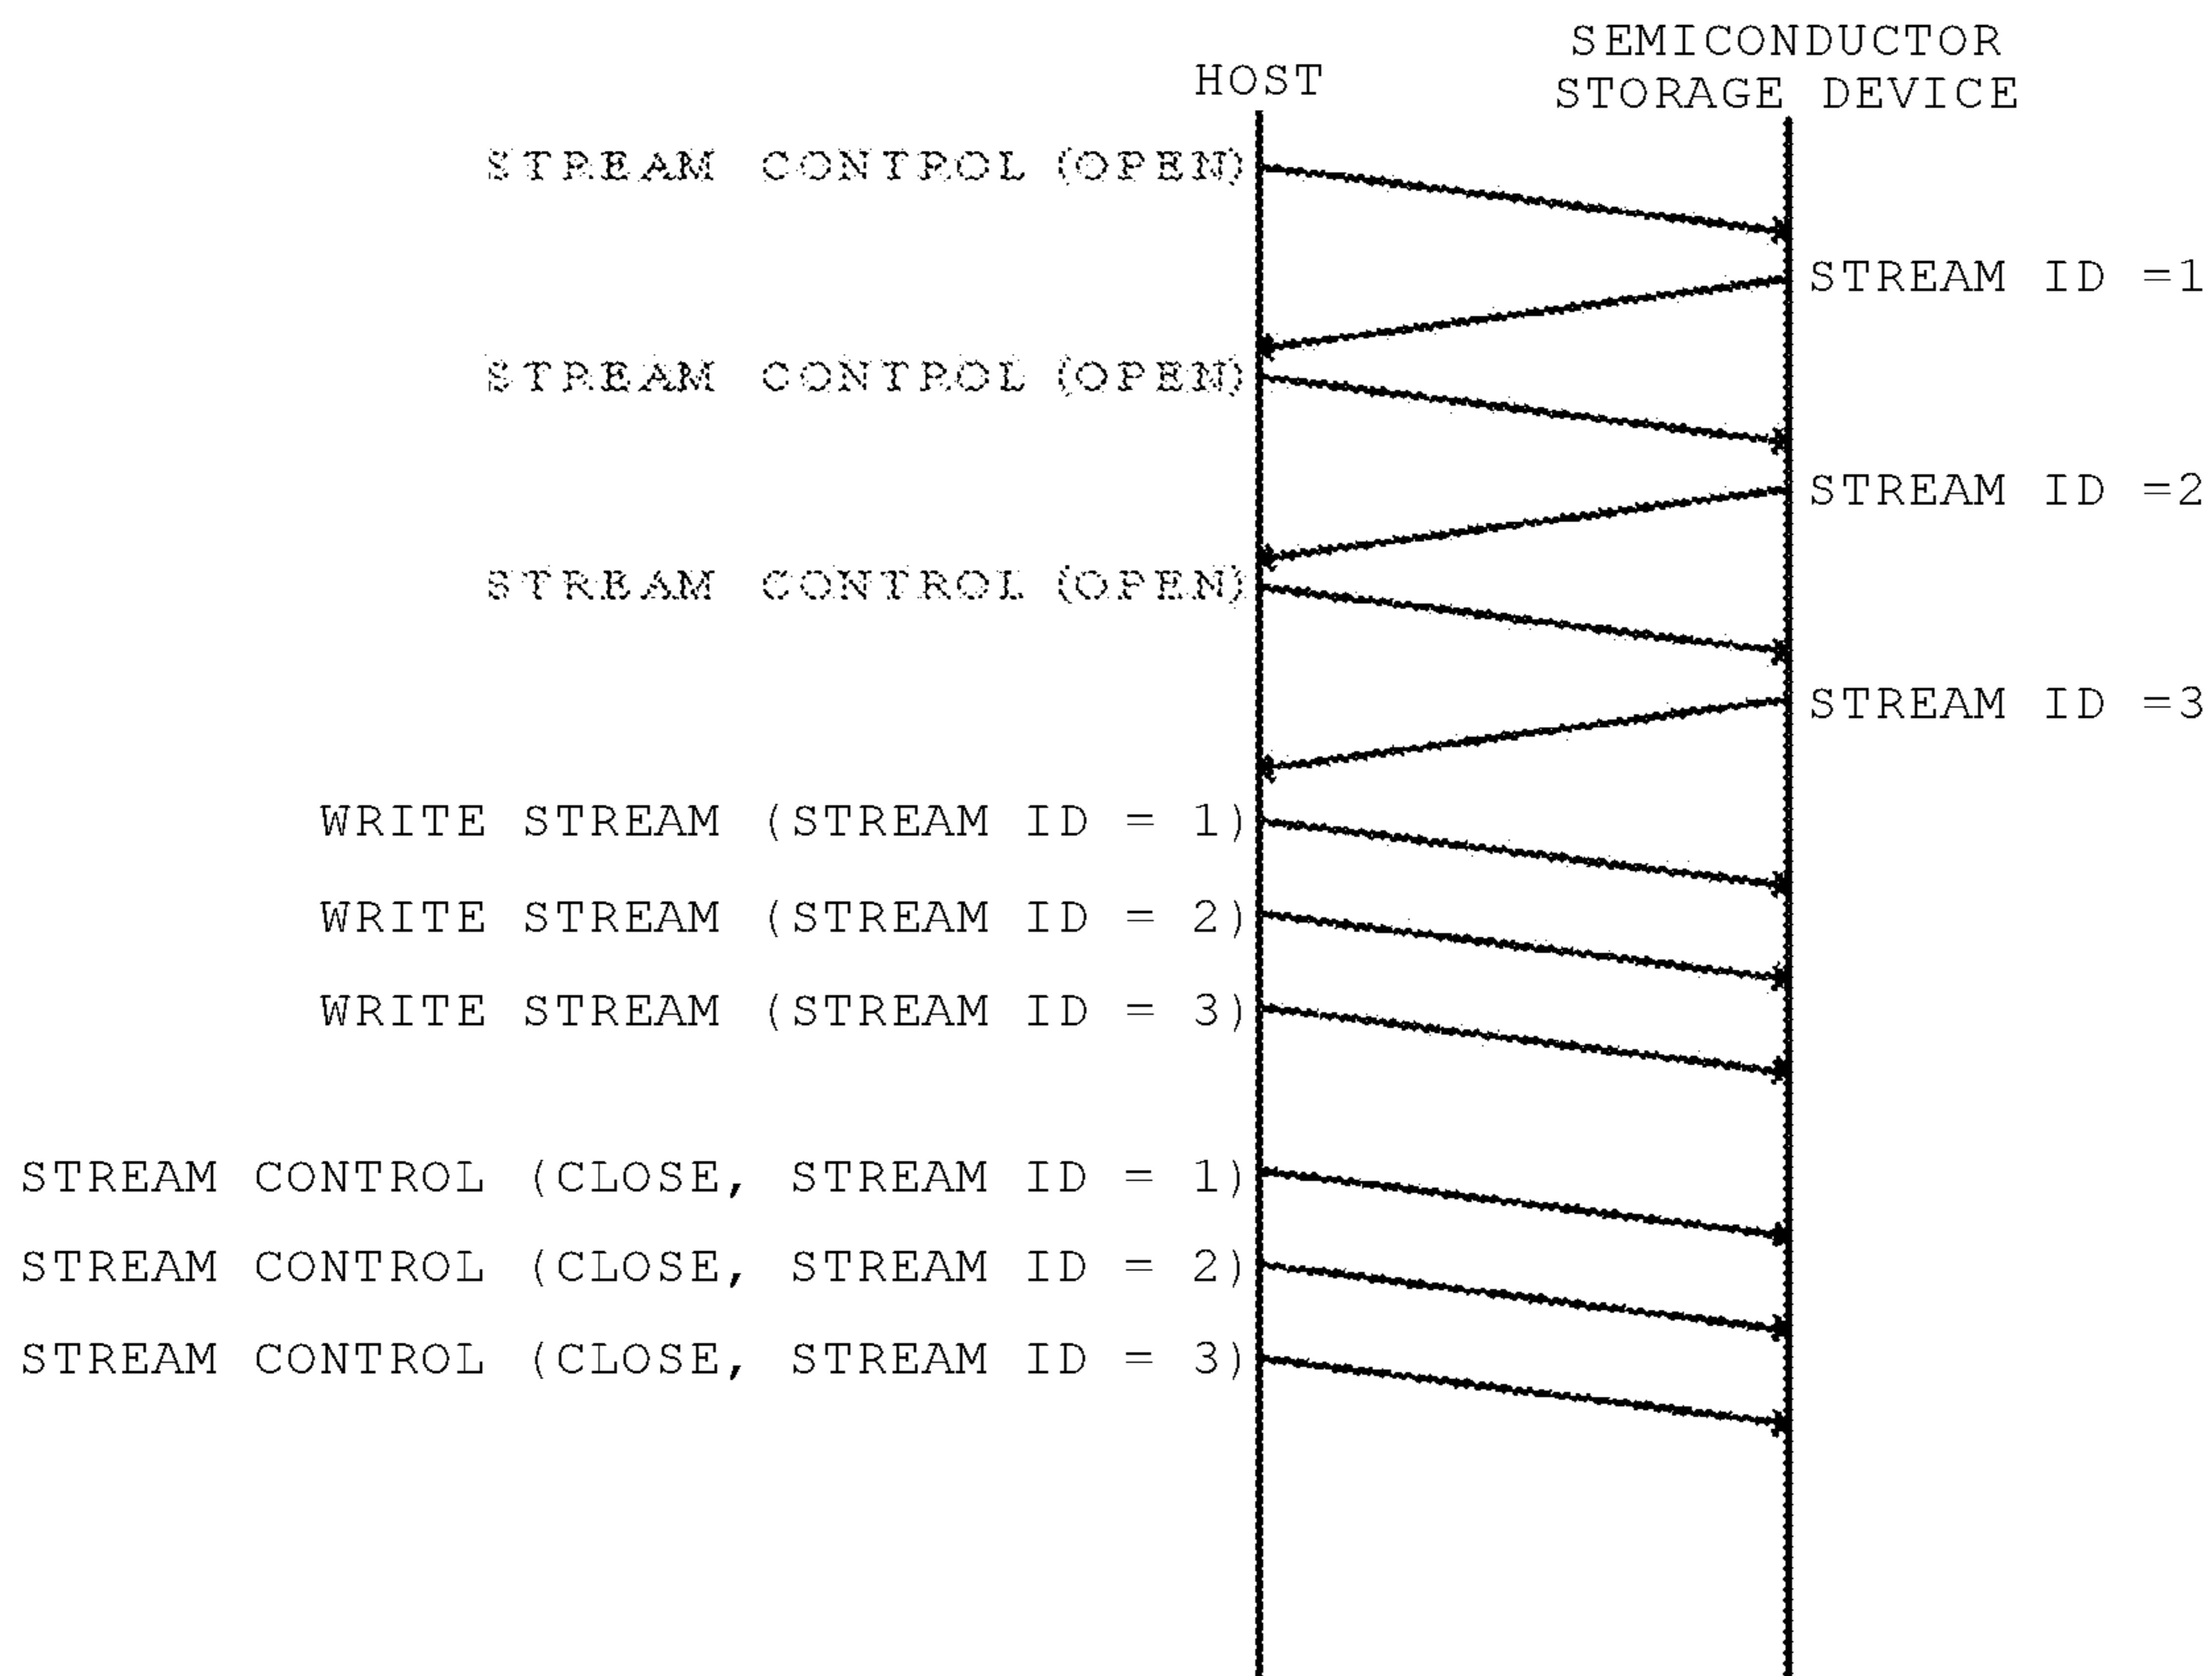 HOST
SEMICONDUCTOR
STORAGE DEVICE
STREAM CONTROL (OPEN)
STREAM ID =1
STREAM CONTROL (OPEN)
STREAM ID =2
STREAM CONTROL (OPEN)
STREAM ID =3
WRITE STREAM (STREAM ID = 1)
WRITE STREAM (STREAM ID = 2)
WRITE STREAM (STREAM ID = 3)
STREAM CONTROL (CLOSE, STREAM ID = 1)
STREAM CONTROL (CLOSE, STREAM ID = 2)
STREAM CONTROL (CLOSE, STREAM ID = 3)